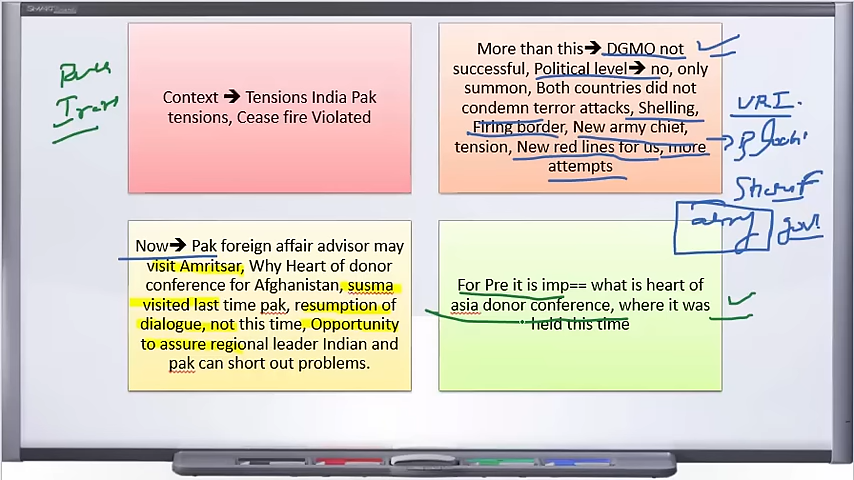 Context ➔ Tensions India Pak
tensions, Cease fire Violated
More than this➔ DGMO not
successful, Political level➔ no, only
summon, Both countries did not
condemn terror attacks, Shelling,
Firing border, New army chief,
tension, New red lines for us, more
attempts
URI.
Sharif
army
govt
Now➔ Pak foreign affair advisor may
visit Amritsar, Why Heart of donor
conference for Afghanistan, susma
visited last time pak, resumption of
dialogue, not this time, Opportunity
to assure regional leader Indian and
pak can short out problems.
For Pre it is imp== what is heart of
asia donor conference, where it was
held this time